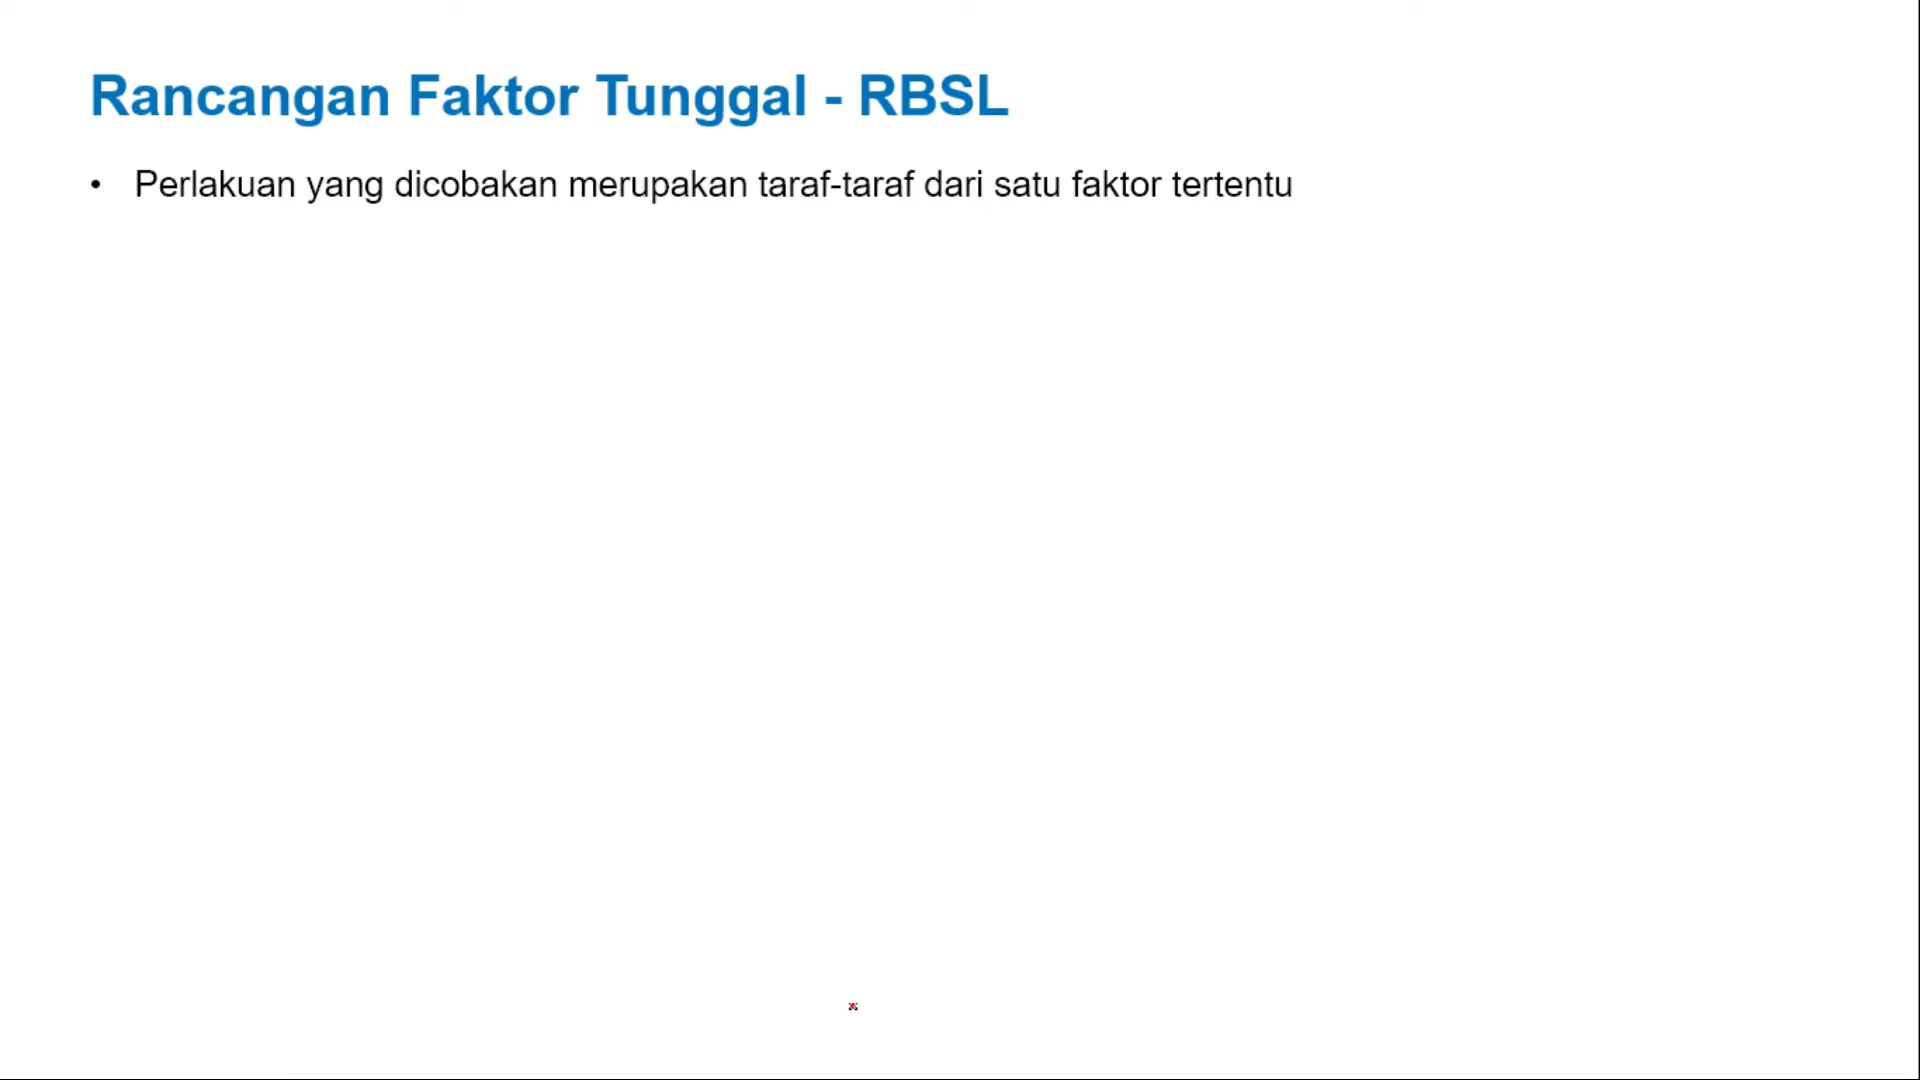 Rancangan Faktor Tunggal - RBSL
• Perlakuan yang dicobakan merupakan taraf-taraf dari satu faktor tertentu